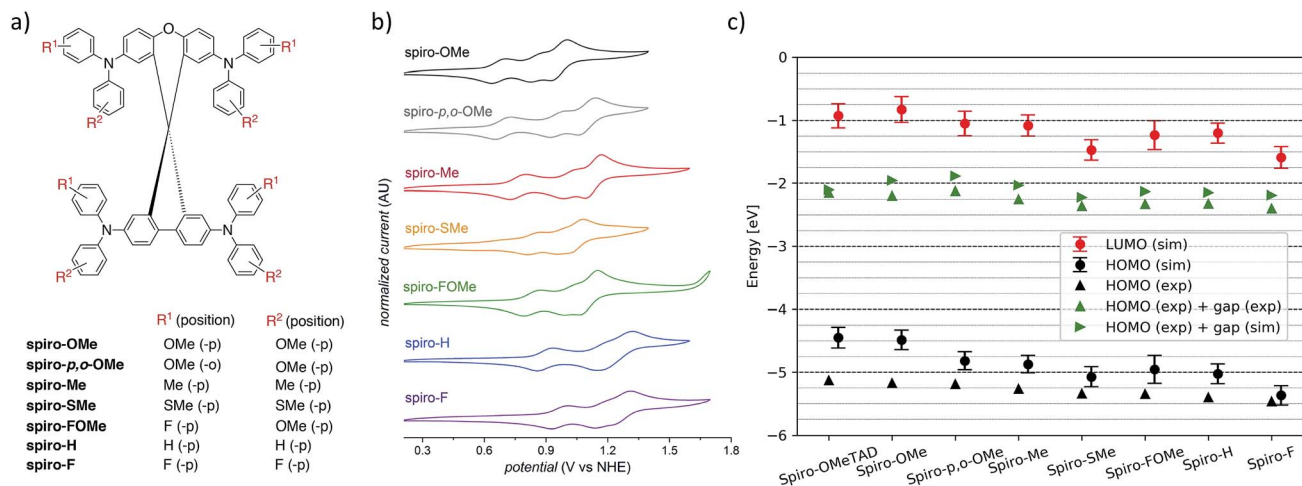 a)
O
R¹
R¹
N
N
R²
R²
R¹
R¹
N
N
R²
R²
R¹ (position) R² (position)
spiro-OMe OMe (-p) OMe (-p)
spiro-p,o-OMe OMe (-o) OMe (-p)
spiro-Me Me (-p) Me (-p)
spiro-SMe SMe (-p) SMe (-p)
spiro-FOMe F (-p) OMe (-p)
spiro-H H (-p) H (-p)
spiro-F F (-p) F (-p)
b)
normalized current (AU)
spiro-OMe
spiro-p,o-OMe
spiro-Me
spiro-SMe
spiro-FOMe
spiro-H
spiro-F
0.3 0.6 0.9 1.2 1.5 1.8
potential (V vs NHE)
c)
Energy [eV]
0
−1
−2
−3
−4
−5
−6
LUMO (sim)
HOMO (sim)
HOMO (exp)
HOMO (exp) + gap (exp)
HOMO (exp) + gap (sim)
Spiro-OMeTAD Spiro-OMe Spiro-p,o-OMe Spiro-Me Spiro-SMe Spiro-FOMe Spiro-H Spiro-F